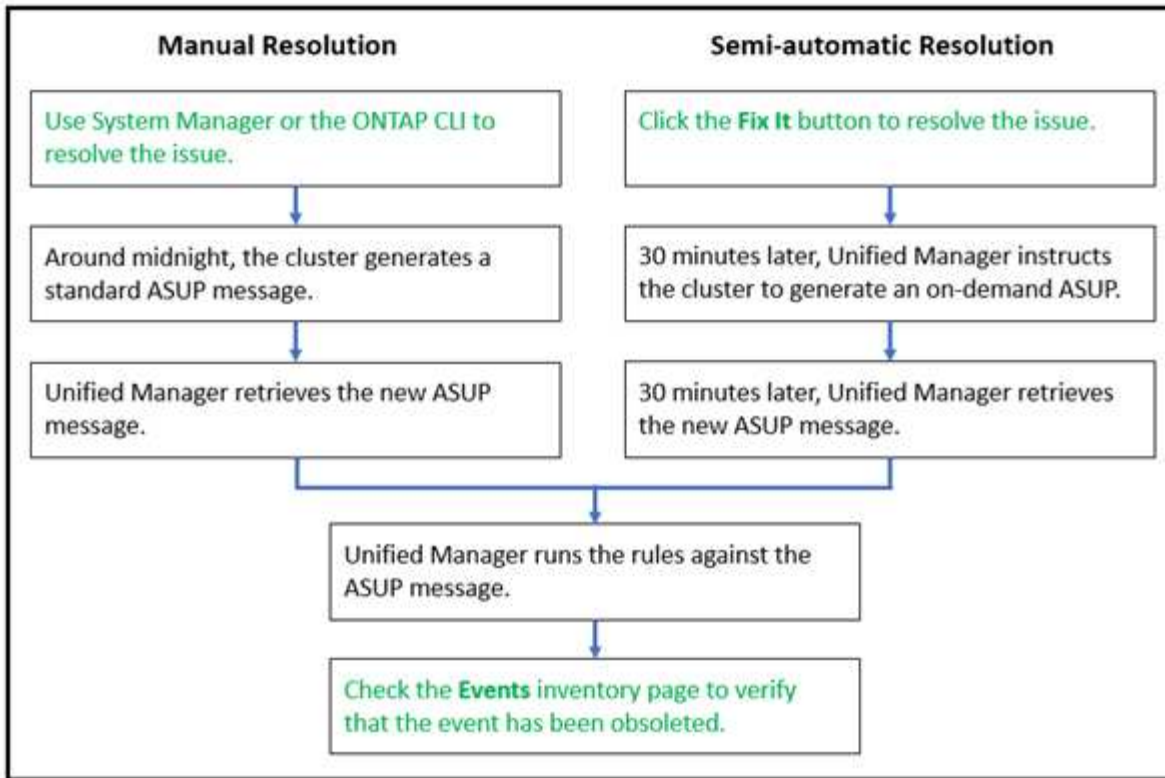 Manual Resolution
Use System Manager or the ONTAP CLI to
resolve the issue.
Around midnight, the cluster generates a
standard ASUP message.
Unified Manager retrieves the new ASUP
message.
Semi-automatic Resolution
Click the Fix It button to resolve the issue.
30 minutes later, Unified Manager instructs
the cluster to generate an on-demand ASUP.
30 minutes later, Unified Manager retrieves
the new ASUP message.
Unified Manager runs the rules against the
ASUP message.
Check the Events inventory page to verify
that the event has been obsoleted.